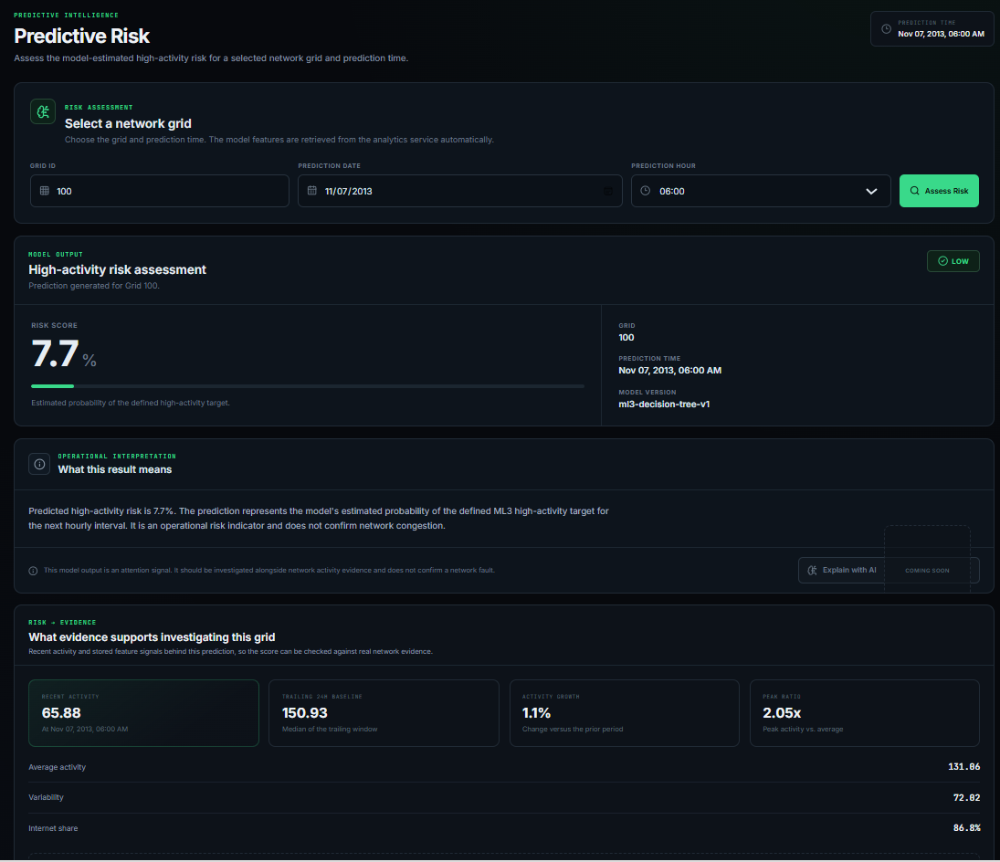 PREDICTIVE INTELLIGENCE
Predictive Risk
Assess the model-estimated high-activity risk for a selected network grid and prediction time.
PREDICTION TIME
Nov 07, 2013, 06:00 AM
RISK ASSESSMENT
Select a network grid
Choose the grid and prediction time. The model features are retrieved from the analytics service automatically.
GRID ID
100
PREDICTION DATE
11/07/2013
PREDICTION HOUR
06:00
Assess Risk
MODEL OUTPUT
High-activity risk assessment
Prediction generated for Grid 100.
LOW
RISK SCORE
7.7 %
Estimated probability of the defined high-activity target.
GRID
100
PREDICTION TIME
Nov 07, 2013, 06:00 AM
MODEL VERSION
ml3-decision-tree-v1
OPERATIONAL INTERPRETATION
What this result means
Predicted high-activity risk is 7.7%. The prediction represents the model's estimated probability of the defined ML3 high-activity target for
the next hourly interval. It is an operational risk indicator and does not confirm network congestion.
This model output is an attention signal. It should be investigated alongside network activity evidence and does not confirm a network fault.
Explain with AI
COMING SOON
RISK → EVIDENCE
What evidence supports investigating this grid
Recent activity and stored feature signals behind this prediction, so the score can be checked against real network evidence.
RECENT ACTIVITY
65.88
At Nov 07, 2013, 06:00 AM
TRAILING 24H BASELINE
150.93
Median of the trailing window
ACTIVITY GROWTH
1.1%
Change versus the prior period
PEAK RATIO
2.05x
Peak activity vs. average
Average activity
131.06
Variability
72.02
Internet share
86.8%